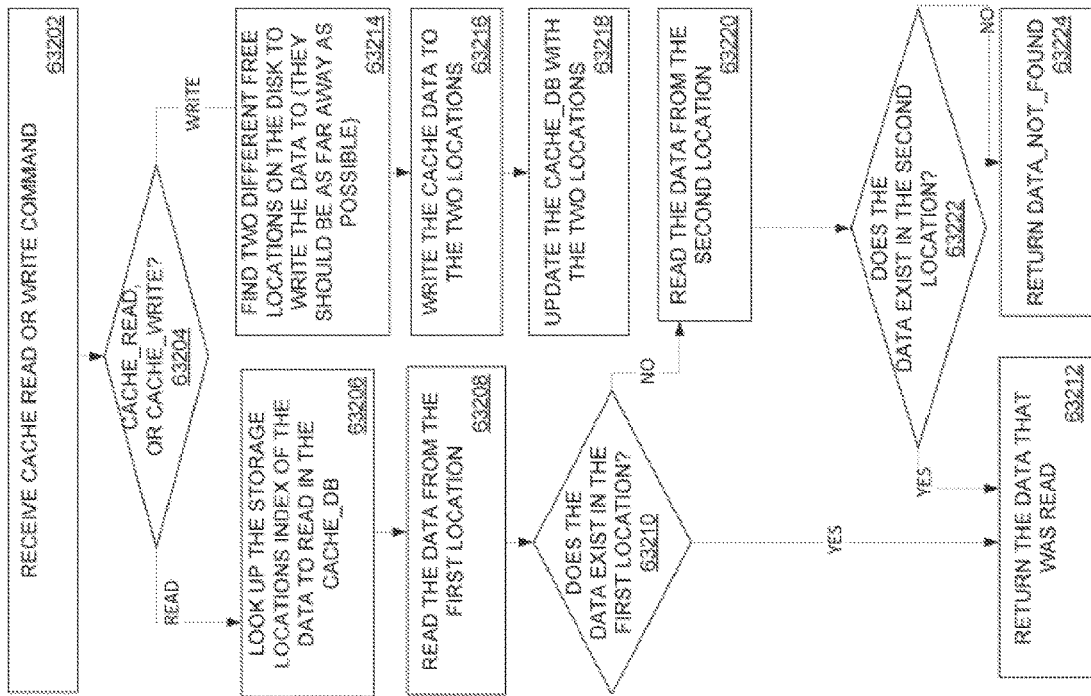 RECEIVE CACHE READ OR WRITE COMMAND
63202
CACHE_READ,
OR CACHE_WRITE?
63204
READ
WRITE
LOOK UP THE STORAGE
LOCATIONS INDEX OF THE
DATA TO READ IN THE
CACHE_DB
63206
READ THE DATA FROM THE
FIRST LOCATION
63208
DOES THE
DATA EXIST IN THE
FIRST LOCATION?
63210
NO
YES
FIND TWO DIFFERENT FREE
LOCATIONS ON THE DISK TO
WRITE THE DATA TO (THEY
SHOULD BE AS FAR AWAY AS
POSSIBLE)
63214
WRITE THE CACHE DATA TO
THE TWO LOCATIONS
63216
UPDATE THE CACHE_DB WITH
THE TWO LOCATIONS
63218
READ THE DATA FROM THE
SECOND LOCATION
63220
DOES THE
DATA EXIST IN THE SECOND
LOCATION?
63222
YES
NO
RETURN THE DATA THAT
WAS READ
63212
RETURN DATA_NOT_FOUND
63224